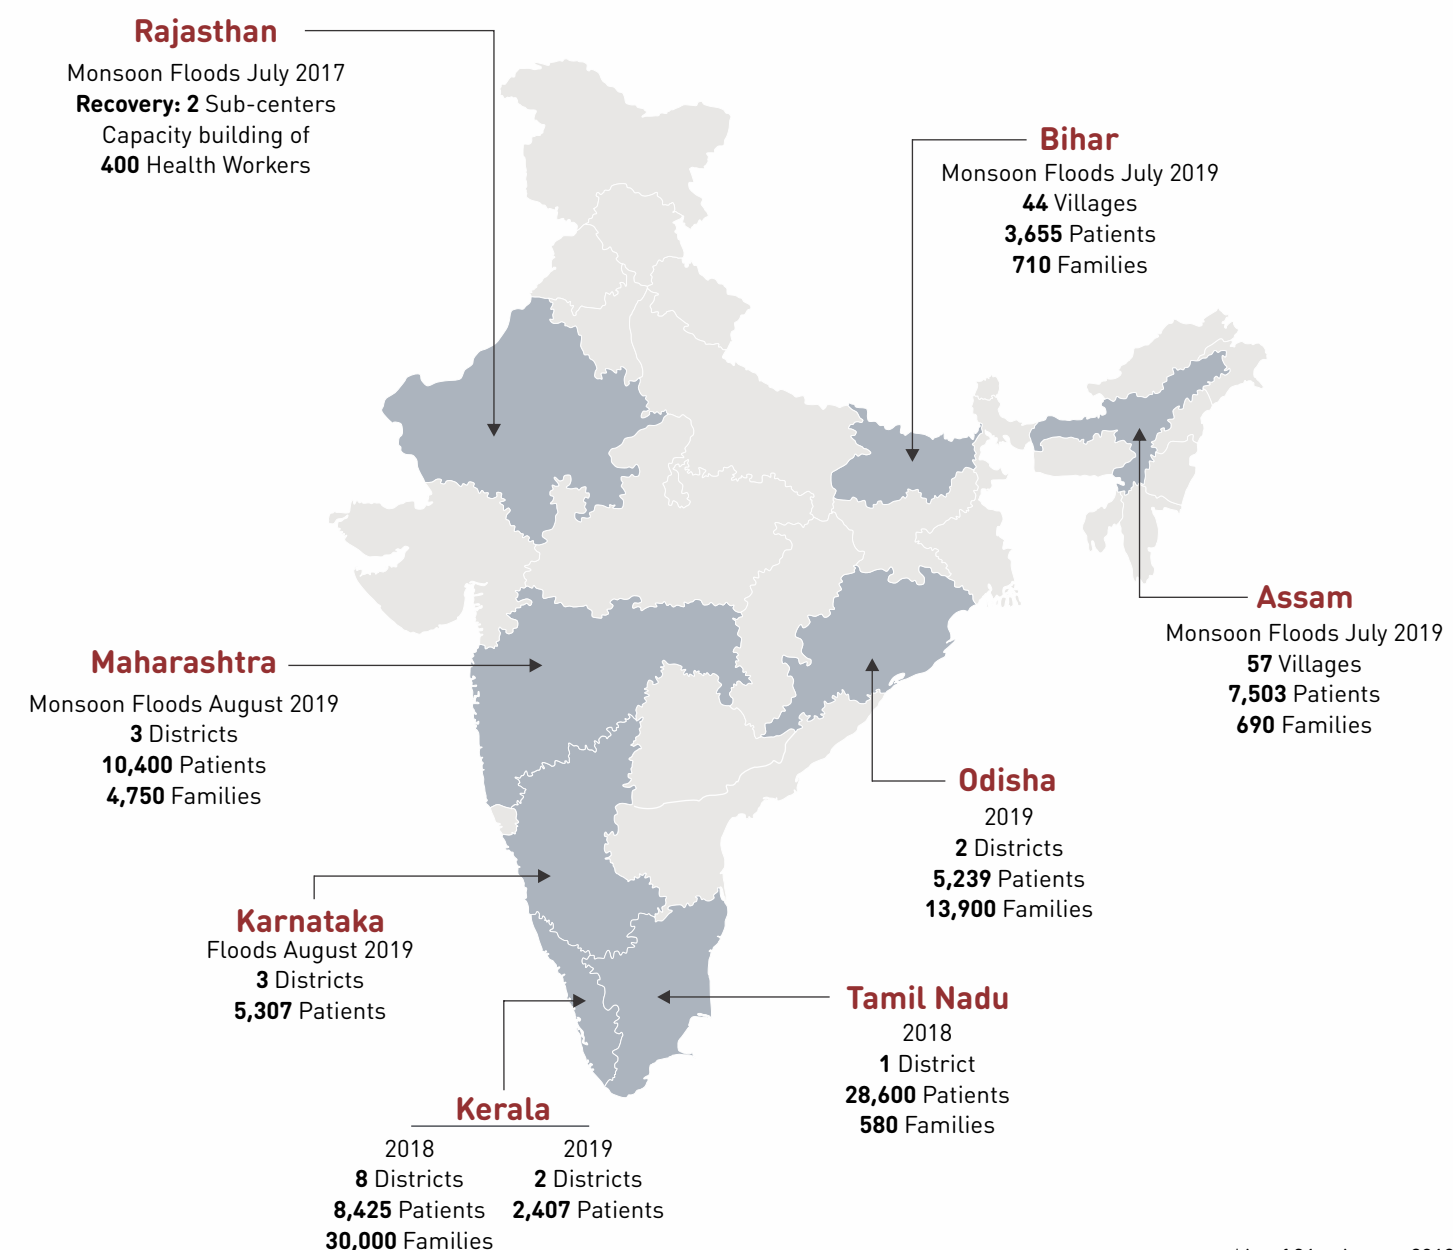 Rajasthan
Monsoon Floods July 2017
Recovery: 2 Sub-centers
Capacity building of
400 Health Workers
Bihar
Monsoon Floods July 2019
44 Villages
3,655 Patients
710 Families
Assam
Monsoon Floods July 2019
57 Villages
7,503 Patients
690 Families
Maharashtra
Monsoon Floods August 2019
3 Districts
10,400 Patients
4,750 Families
Odisha
2019
2 Districts
5,239 Patients
13,900 Families
Karnataka
Floods August 2019
3 Districts
5,307 Patients
Tamil Nadu
2018
1 District
28,600 Patients
580 Families
Kerala
2018
8 Districts
8,425 Patients
30,000 Families
2019
2 Districts
2,407 Patients